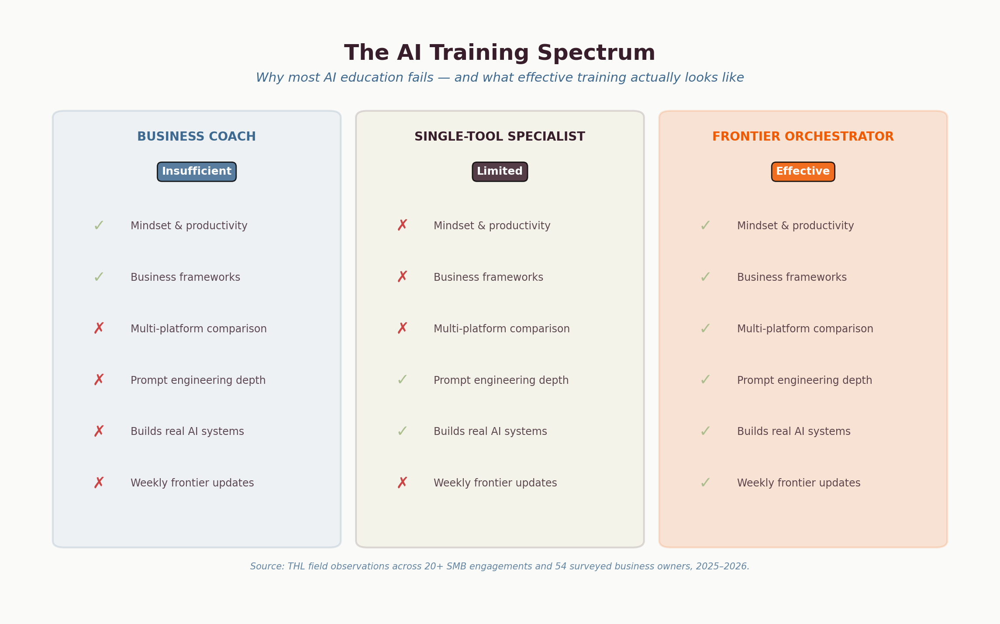 The AI Training Spectrum
Why most AI education fails — and what effective training actually looks like
BUSINESS COACH
Insufficient
✓ Mindset & productivity
✓ Business frameworks
✗ Multi-platform comparison
✗ Prompt engineering depth
✗ Builds real AI systems
✗ Weekly frontier updates
SINGLE-TOOL SPECIALIST
Limited
✗ Mindset & productivity
✗ Business frameworks
✗ Multi-platform comparison
✓ Prompt engineering depth
✓ Builds real AI systems
✗ Weekly frontier updates
FRONTIER ORCHESTRATOR
Effective
✓ Mindset & productivity
✓ Business frameworks
✓ Multi-platform comparison
✓ Prompt engineering depth
✓ Builds real AI systems
✓ Weekly frontier updates
Source: THL field observations across 20+ SMB engagements and 54 surveyed business owners, 2025–2026.